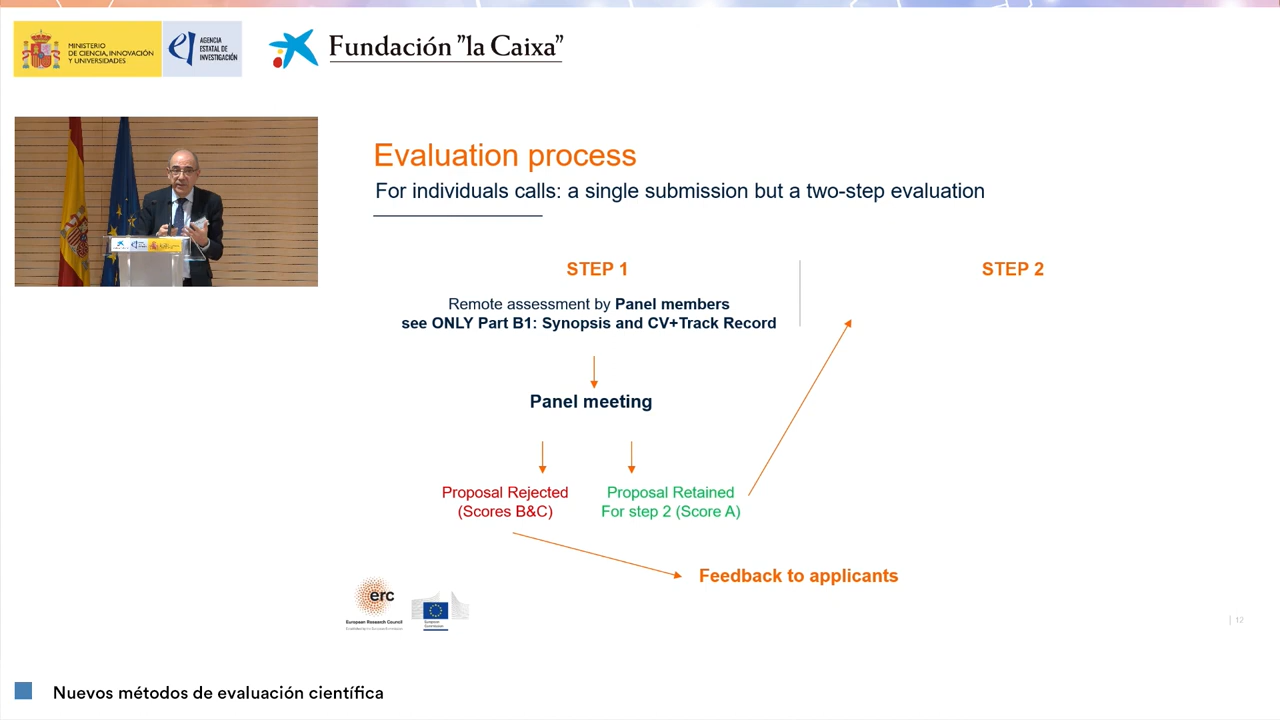 MINISTERIO
DE CIENCIA, INNOVACIÓN
Y UNIVERSIDADES
AGENCIA
ESTATAL DE
INVESTIGACIÓN
Fundación "la Caixa"
Evaluation process
For individuals calls: a single submission but a two-step evaluation
STEP 1
STEP 2
Remote assessment by Panel members
see ONLY Part B1: Synopsis and CV+Track Record
Panel meeting
Proposal Rejected
(Scores B&C)
Proposal Retained
For step 2 (Score A)
Feedback to applicants
erc
European Research Council
European
Commission
12
Nuevos métodos de evaluación científica